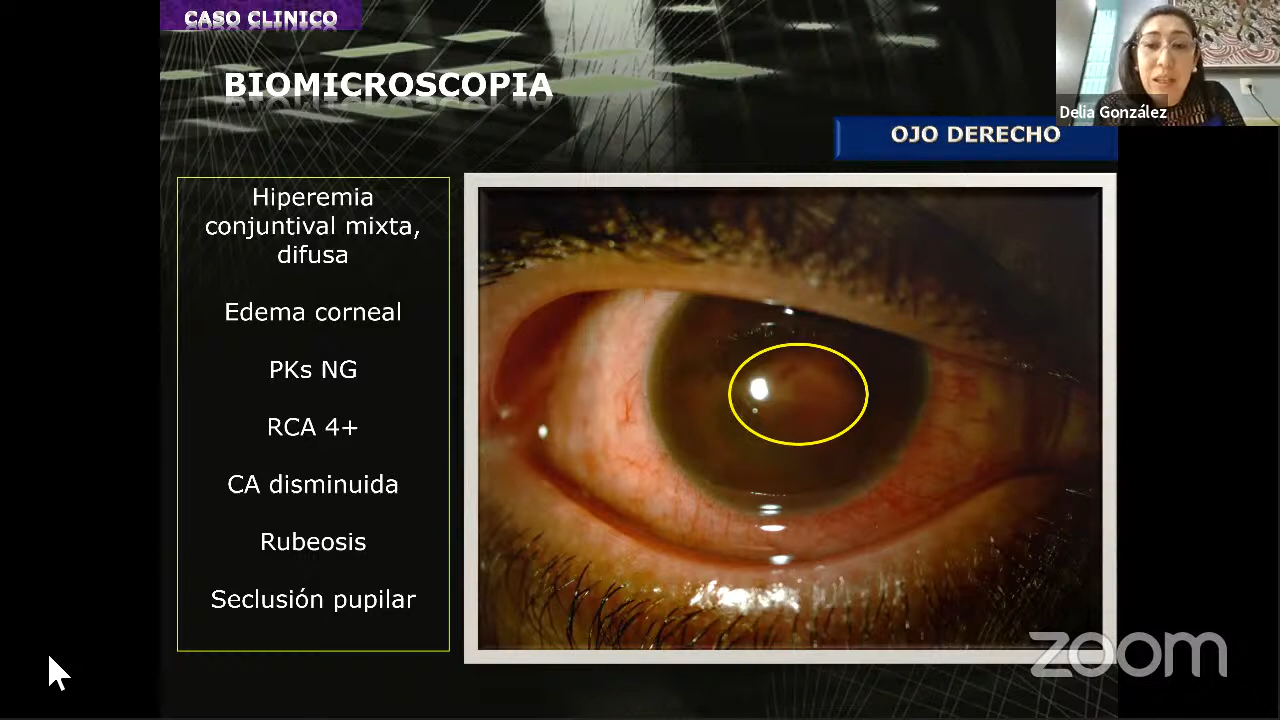 CASO CLINICO
BIOMICROSCOPIA
Delia González
OJO DERECHO
Hiperemia
conjuntival mixta,
difusa
Edema corneal
PKs NG
RCA 4+
CA disminuida
Rubeosis
Seclusión pupilar
zoom